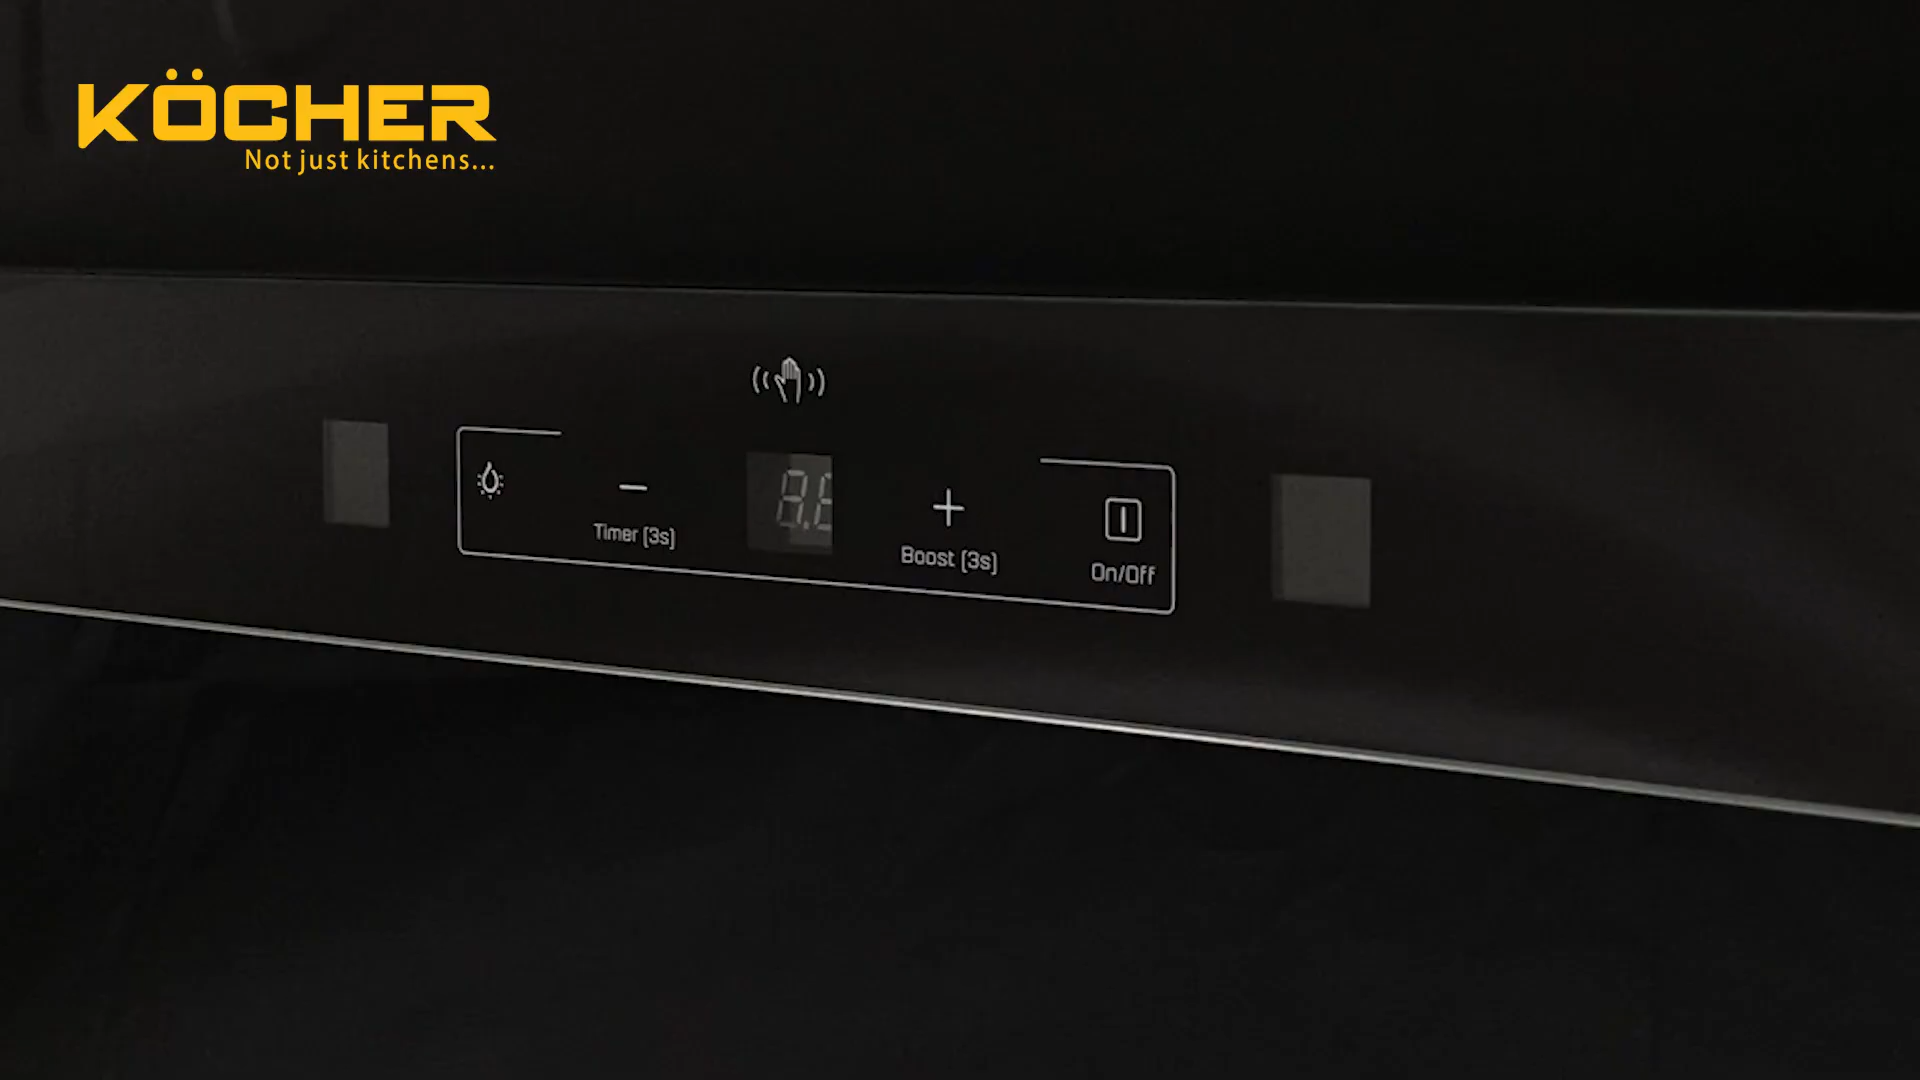 KÖCHER
Not just kitchens...
Timer [3s]
Boost [3s]
On/Off